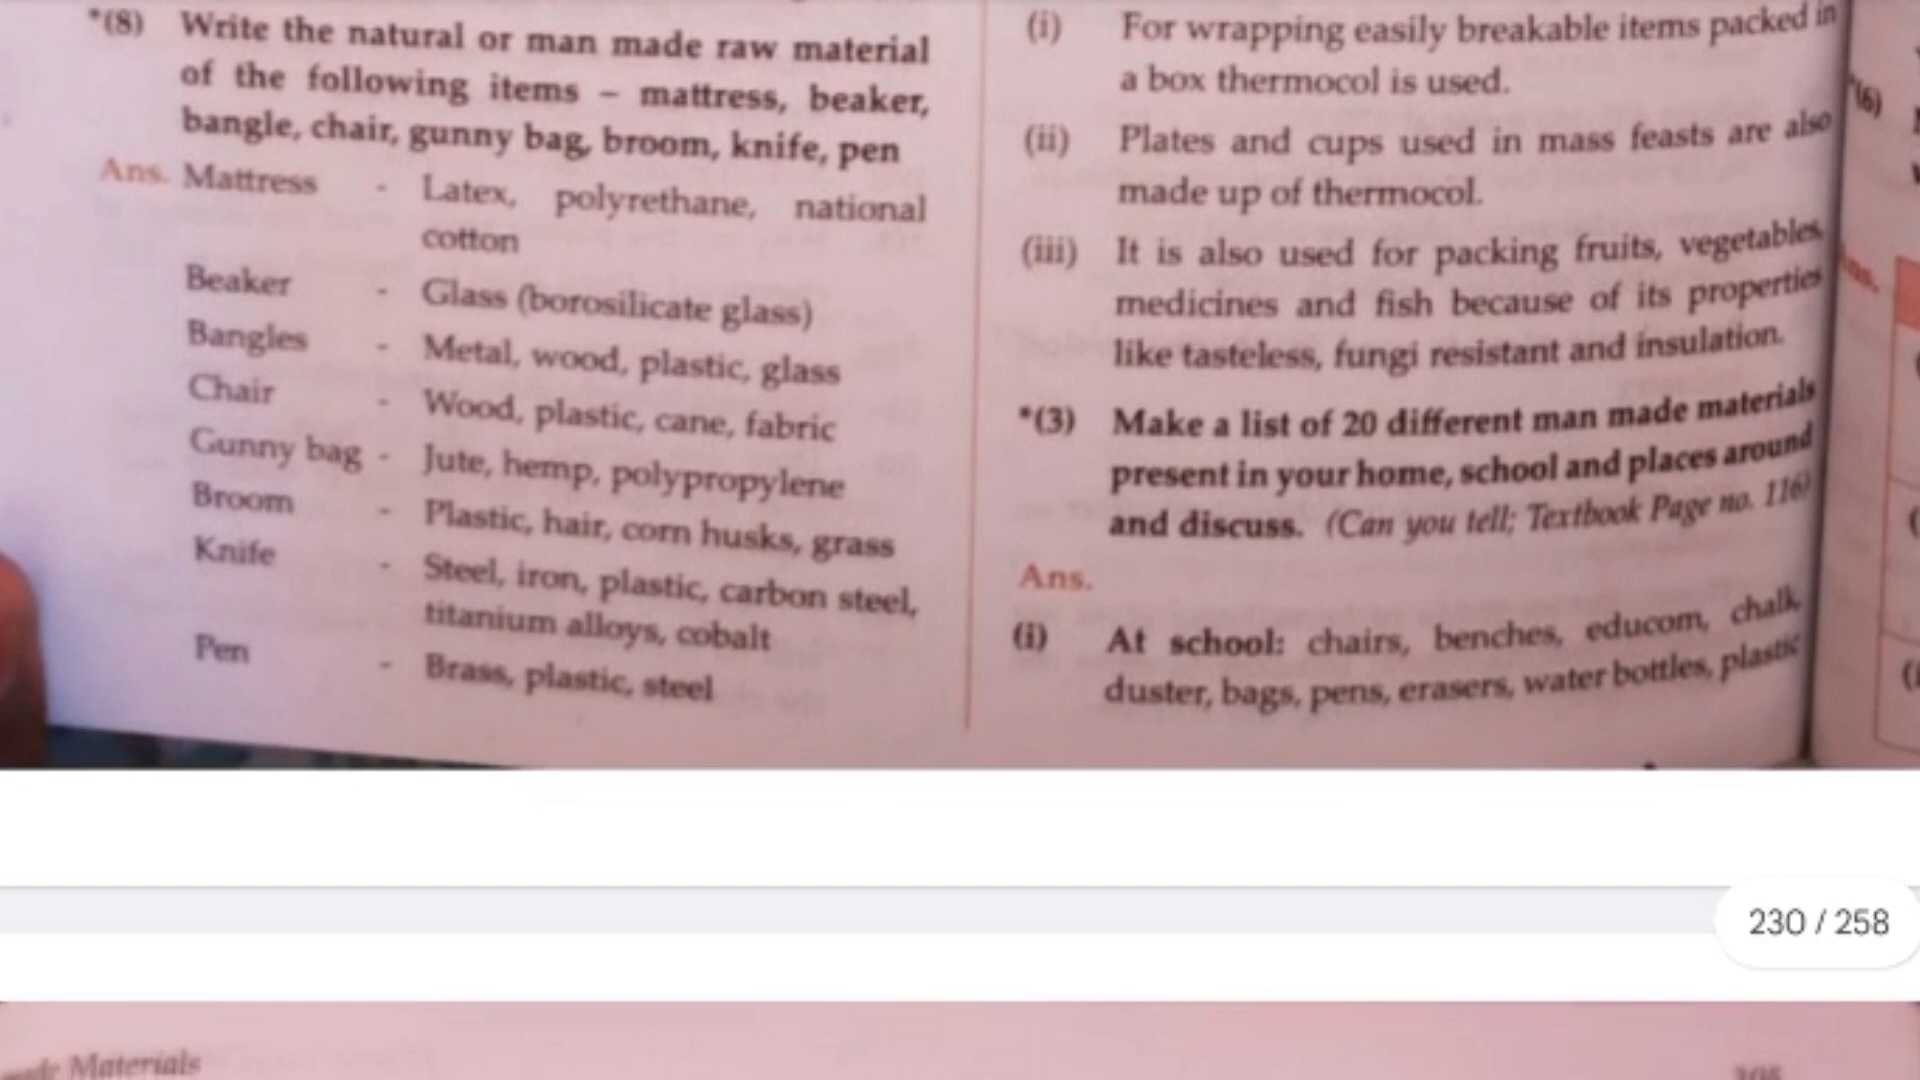 *(8) Write the natural or man made raw material
of the following items – mattress, beaker,
bangle, chair, gunny bag, broom, knife, pen
Ans. Mattress - Latex, polyrethane, national
cotton
Beaker - Glass (borosilicate glass)
Bangles - Metal, wood, plastic, glass
Chair - Wood, plastic, cane, fabric
Gunny bag - Jute, hemp, polypropylene
Broom - Plastic, hair, corn husks, grass
Knife - Steel, iron, plastic, carbon steel,
titanium alloys, cobalt
Pen - Brass, plastic, steel
(i) For wrapping easily breakable items packed in
a box thermocol is used.
(ii) Plates and cups used in mass feasts are also
made up of thermocol.
(iii) It is also used for packing fruits, vegetables,
medicines and fish because of its properties
like tasteless, fungi resistant and insulation.
*(3) Make a list of 20 different man made materials
present in your home, school and places around
and discuss. (Can you tell; Textbook Page no. 116)
Ans.
(i) At school: chairs, benches, educom, chalk,
duster, bags, pens, erasers, water bottles, plastic
*(6)
230 / 258
Materials